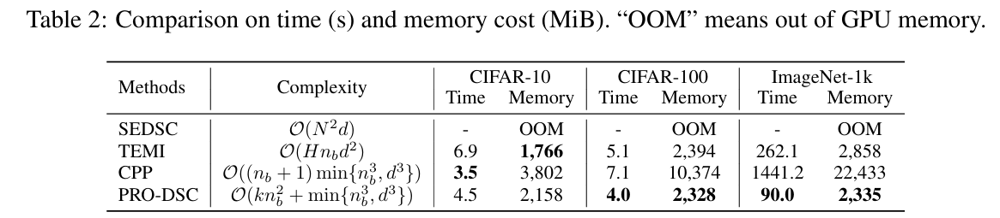 Table 2: Comparison on time (s) and memory cost (MiB). “OOM” means out of GPU memory.
Methods Complexity CIFAR-10 CIFAR-100 ImageNet-1k
Time Memory Time Memory Time Memory
SEDSC O(N²d) - OOM - OOM - OOM
TEMI O(Hn_bd²) 6.9 1,766 5.1 2,394 262.1 2,858
CPP O((n_b + 1) min{n_b³, d³}) 3.5 3,802 7.1 10,374 1441.2 22,433
PRO-DSC O(kn_b² + min{n_b³, d³}) 4.5 2,158 4.0 2,328 90.0 2,335